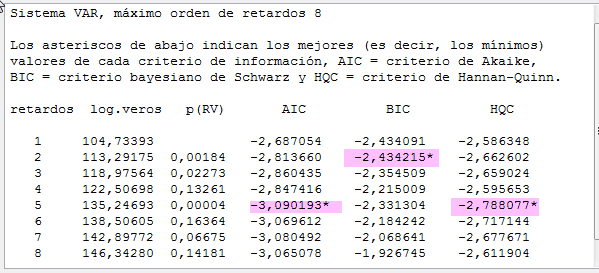 Sistema VAR, máximo orden de retardos 8
Los asteriscos de abajo indican los mejores (es decir, los mínimos)
valores de cada criterio de información, AIC = criterio de Akaike,
BIC = criterio bayesiano de Schwarz y HQC = criterio de Hannan-Quinn.
retardos log.veros p(RV) AIC BIC HQC
1 104,73393 -2,687054 -2,434091 -2,586348
2 113,29175 0,00184 -2,813660 -2,434215* -2,662602
3 118,97564 0,02273 -2,860435 -2,354509 -2,659024
4 122,50698 0,13261 -2,847416 -2,215009 -2,595653
5 135,24693 0,00004 -3,090193* -2,331304 -2,788077*
6 138,50605 0,16364 -3,069612 -2,184242 -2,717144
7 142,89772 0,06675 -3,080492 -2,068641 -2,677671
8 146,34280 0,14181 -3,065078 -1,926745 -2,611904